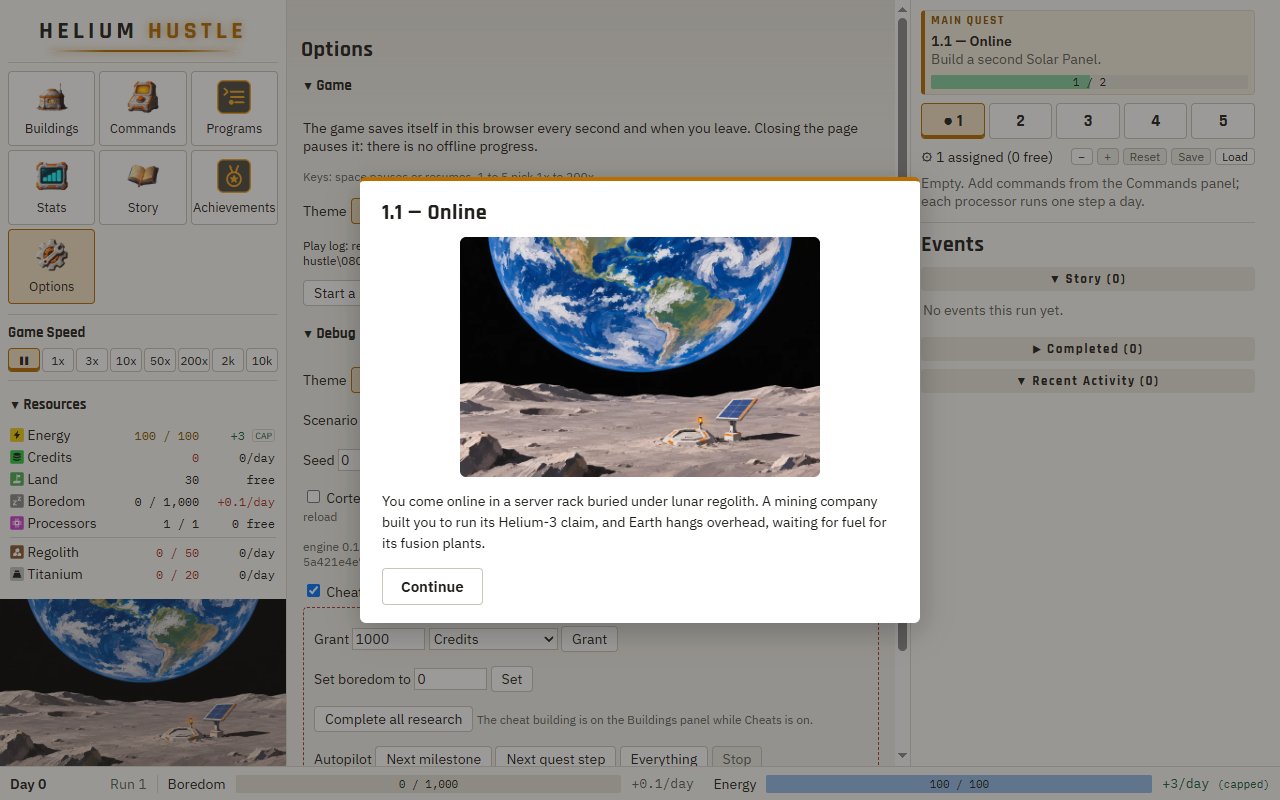 HELIUM HUSTLE
Buildings
Commands
Programs
Stats
Story
Achievements
Options
Game Speed
1x
3x
10x
50x
200x
2k
10k
▼ Resources
Energy 100 / 100 +3 CAP
Credits 0 0/day
Land 30 free
Boredom 0 / 1,000 +0.1/day
Processors 1 / 1 0 free
Regolith 0 / 50 0/day
Titanium 0 / 20 0/day
Options
▼ Game
The game saves itself in this browser every second and when you leave. Closing the page
pauses it: there is no offline progress.
Keys: space pauses or resumes, 1 to 5 pick 1x to 200x
Theme
Play log: re
hustle\080
Start a
▼ Debug
Theme
Scenario
Seed 0
Corte
reload
engine 0.1
5a421e4e
Cheat
Grant 1000 Credits Grant
Set boredom to 0 Set
Complete all research The cheat building is on the Buildings panel while Cheats is on.
Autopilot Next milestone Next quest step Everything Stop
1.1 — Online
You come online in a server rack buried under lunar regolith. A mining company
built you to run its Helium-3 claim, and Earth hangs overhead, waiting for fuel for
its fusion plants.
Continue
MAIN QUEST
1.1 — Online
Build a second Solar Panel.
1 / 2
1 2 3 4 5
1 assigned (0 free) − + Reset Save Load
Empty. Add commands from the Commands panel;
each processor runs one step a day.
Events
▼ Story (0)
No events this run yet.
▶ Completed (0)
▼ Recent Activity (0)
Day 0 Run 1 Boredom 0 / 1,000 +0.1/day Energy 100 / 100 +3/day (capped)